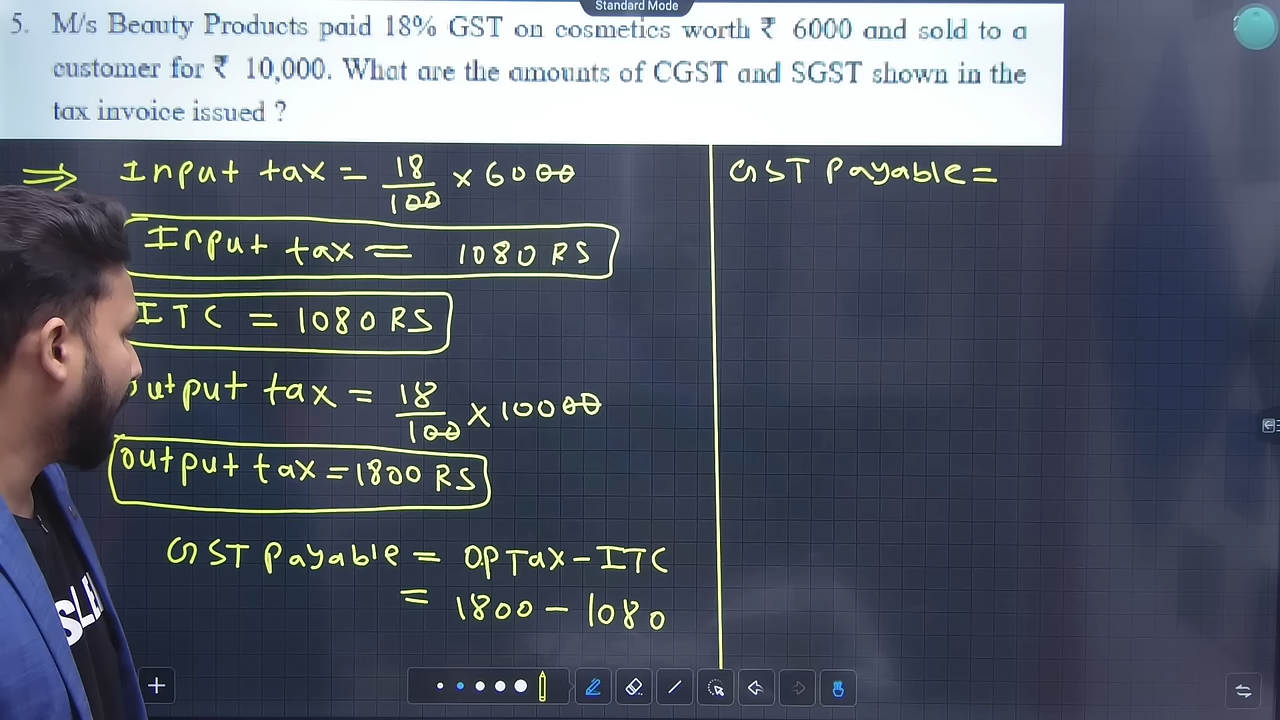 Standard Mode
5. M/s Beauty Products paid 18% GST on cosmetics worth ₹ 6000 and sold to a
customer for ₹ 10,000. What are the amounts of CGST and SGST shown in the
tax invoice issued ?
⇒ Input tax = 18/100 × 6000
Input tax = 1080 RS
ITC = 1080 RS
output tax = 18/100 × 10000
output tax = 1800 RS
GST Payable = OP Tax - ITC
= 1800 - 1080
GST Payable =
SLE